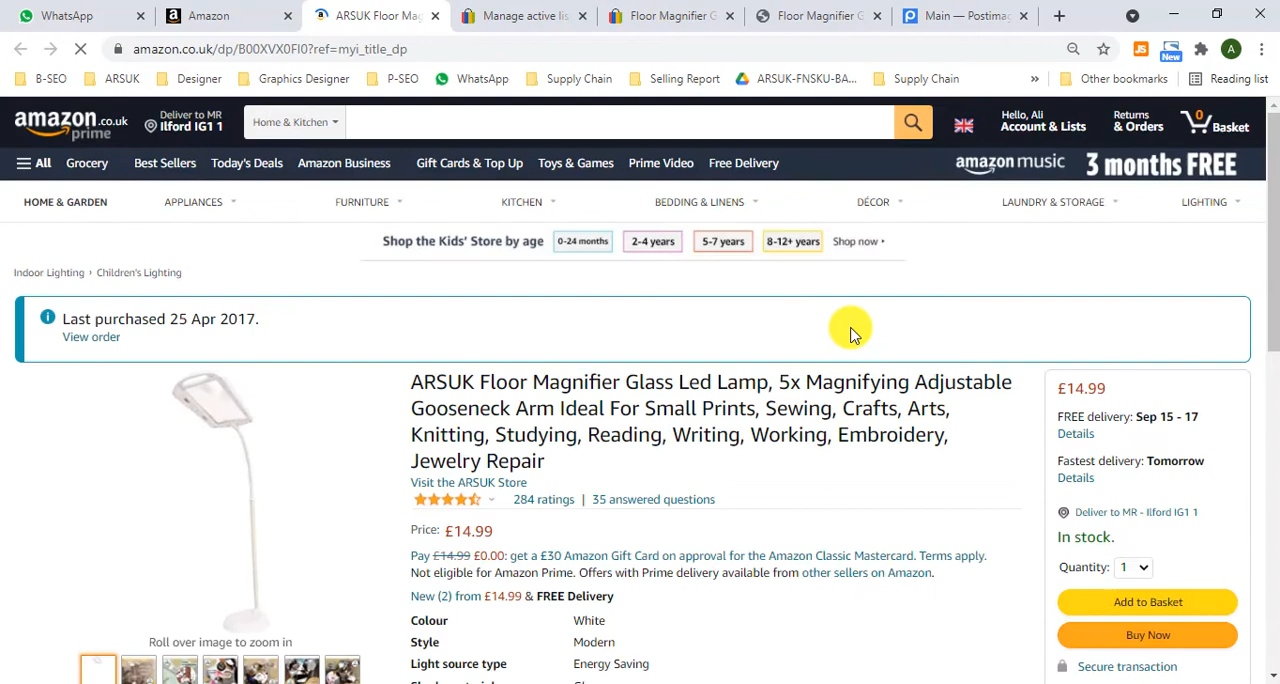 WhatsApp
Amazon
ARSUK Floor Mag
Manage active lis
Floor Magnifier G
Floor Magnifier G
Main — Postimag
amazon.co.uk/dp/B00XVX0FI0?ref=myi_title_dp
JS
New
A
B-SEO
ARSUK
Designer
Graphics Designer
P-SEO
WhatsApp
Supply Chain
Selling Report
ARSUK-FNSKU-BA...
Supply Chain
»
Other bookmarks
Reading list
amazon.co.uk
prime
Deliver to MR
Ilford IG1 1
Home & Kitchen
Hello, Ali
Account & Lists
Returns
& Orders
0
Basket
All
Grocery
Best Sellers
Today's Deals
Amazon Business
Gift Cards & Top Up
Toys & Games
Prime Video
Free Delivery
amazon music
3 months FREE
HOME & GARDEN
APPLIANCES
FURNITURE
KITCHEN
BEDDING & LINENS
DÉCOR
LAUNDRY & STORAGE
LIGHTING
Shop the Kids' Store by age
0-24 months
2-4 years
5-7 years
8-12+ years
Shop now ▸
Indoor Lighting › Children's Lighting
Last purchased 25 Apr 2017.
View order
ARSUK Floor Magnifier Glass Led Lamp, 5x Magnifying Adjustable
Gooseneck Arm Ideal For Small Prints, Sewing, Crafts, Arts,
Knitting, Studying, Reading, Writing, Working, Embroidery,
Jewelry Repair
Visit the ARSUK Store
284 ratings | 35 answered questions
Price: £14.99
Pay £14.99 £0.00: get a £30 Amazon Gift Card on approval for the Amazon Classic Mastercard. Terms apply.
Not eligible for Amazon Prime. Offers with Prime delivery available from other sellers on Amazon.
New (2) from £14.99 & FREE Delivery
Colour White
Style Modern
Light source type Energy Saving
Roll over image to zoom in
£14.99
FREE delivery: Sep 15 - 17
Details
Fastest delivery: Tomorrow
Details
Deliver to MR - Ilford IG1 1
In stock.
Quantity: 1
Add to Basket
Buy Now
Secure transaction